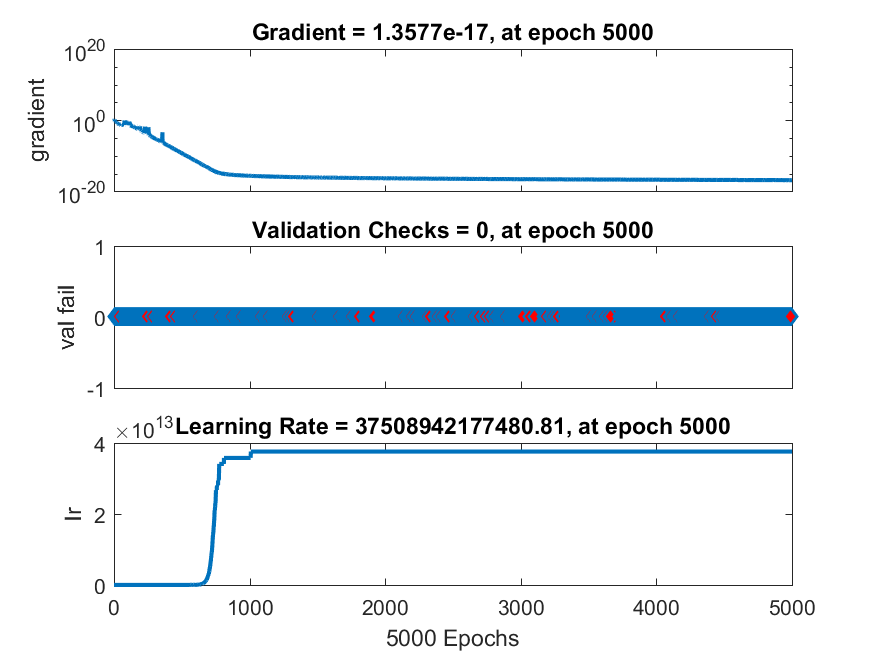 Gradient = 1.3577e-17, at epoch 5000
10^20
10^0
10^-20
gradient
Validation Checks = 0, at epoch 5000
1
0
-1
val fail
×10^13 Learning Rate = 37508942177480.81, at epoch 5000
4
2
0
lr
0 1000 2000 3000 4000 5000
5000 Epochs